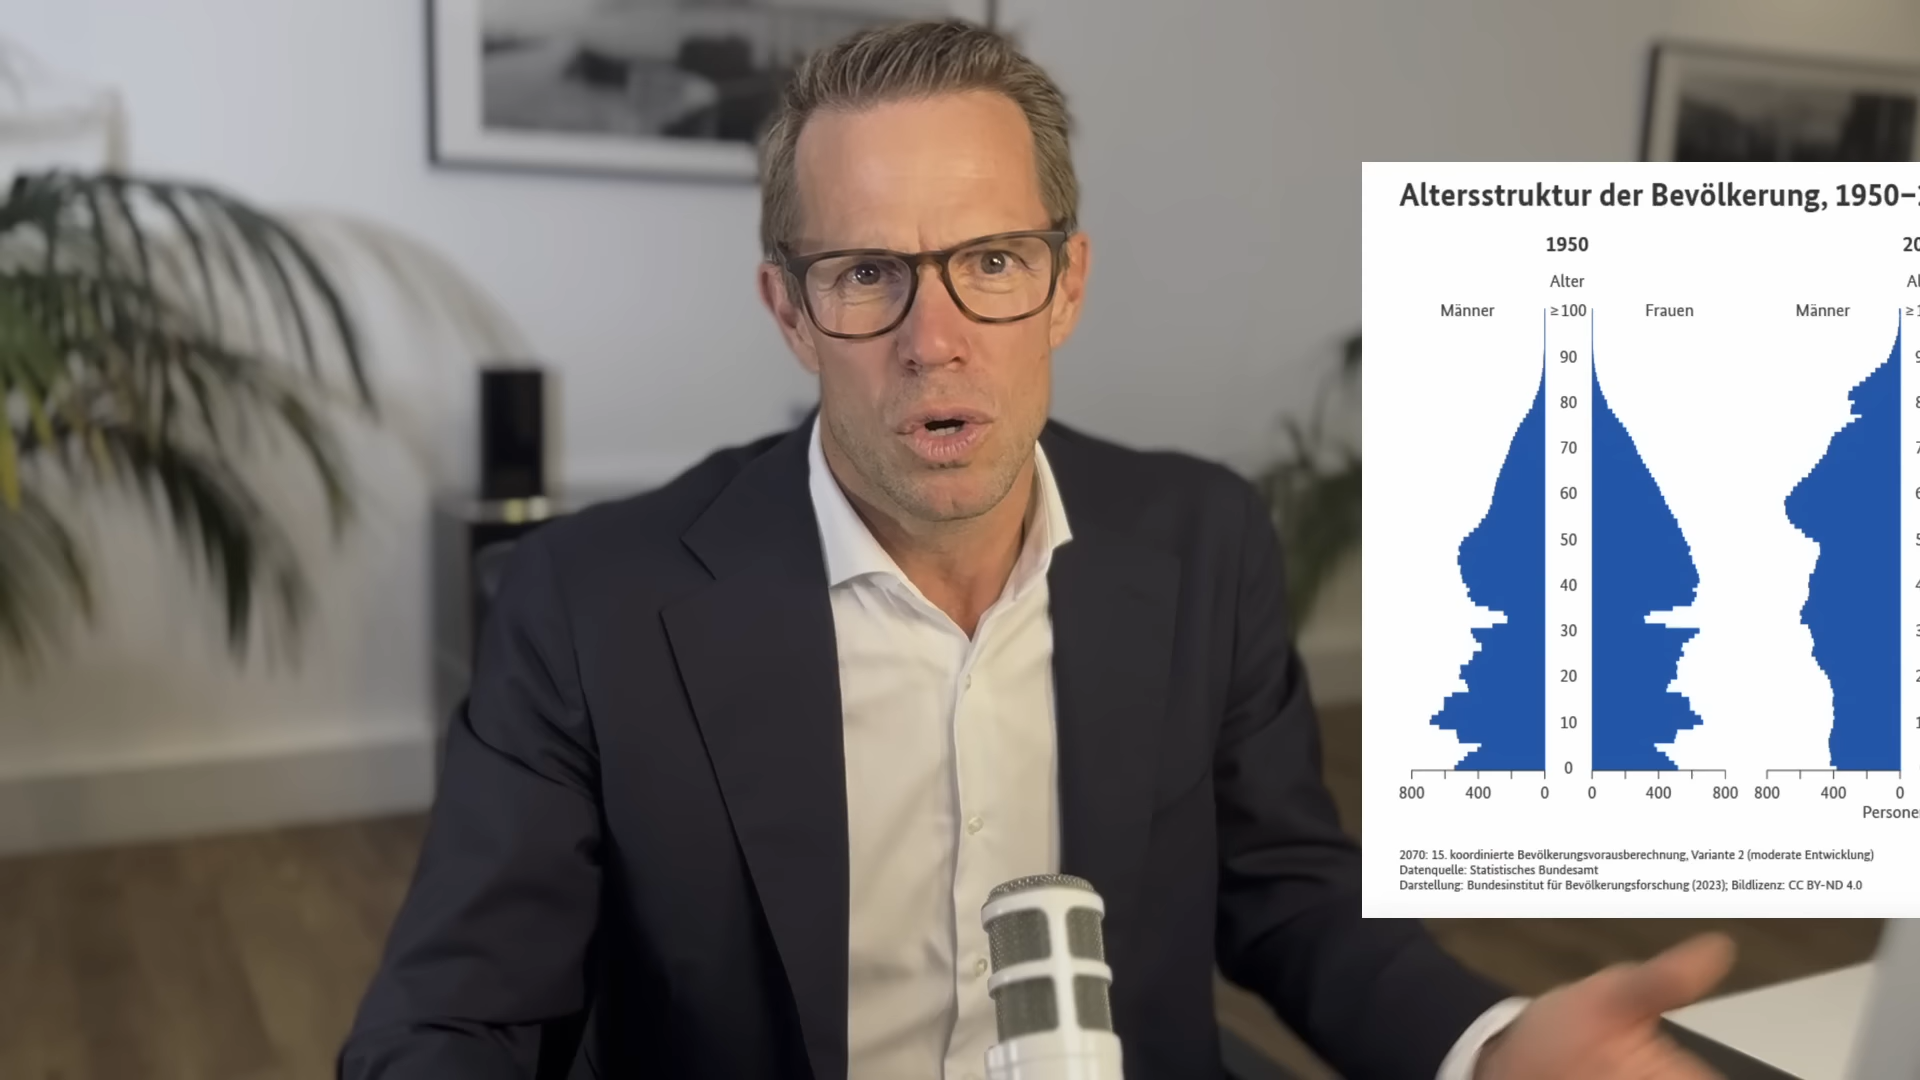 Altersstruktur der Bevölkerung, 1950–
1950
Alter
Männer
≥ 100
Frauen
Männer
90
80
70
60
50
40
30
20
10
0
800 400 0 0 400 800 800 400 0
2070: 15. koordinierte Bevölkerungsvorausberechnung, Variante 2 (moderate Entwicklung)
Datenquelle: Statistisches Bundesamt
Darstellung: Bundesinstitut für Bevölkerungsforschung (2023); Bildlizenz: CC BY-ND 4.0